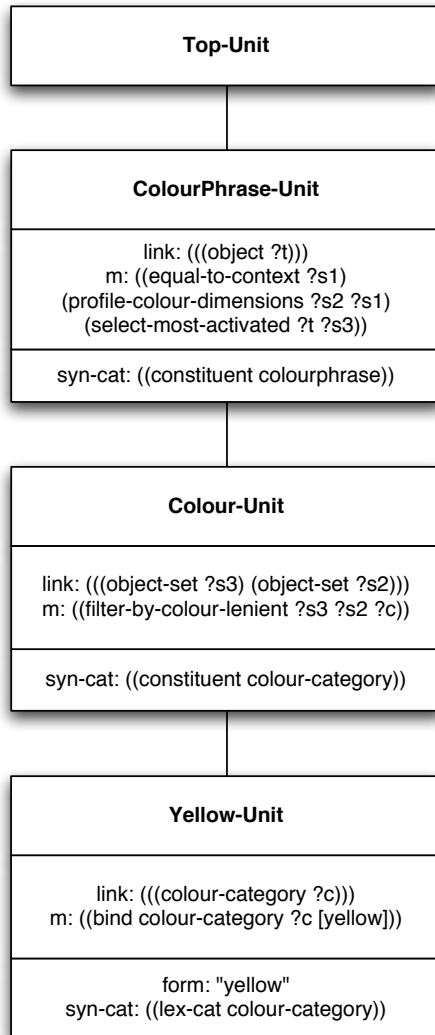 Top-Unit
ColourPhrase-Unit
link: (((object ?t)))
m: ((equal-to-context ?s1)
(profile-colour-dimensions ?s2 ?s1)
(select-most-activated ?t ?s3))
syn-cat: ((constituent colourphrase))
Colour-Unit
link: (((object-set ?s3) (object-set ?s2)))
m: ((filter-by-colour-lenient ?s3 ?s2 ?c))
syn-cat: ((constituent colour-category))
Yellow-Unit
link: (((colour-category ?c)))
m: ((bind colour-category ?c [yellow]))
form: "yellow"
syn-cat: ((lex-cat colour-category))